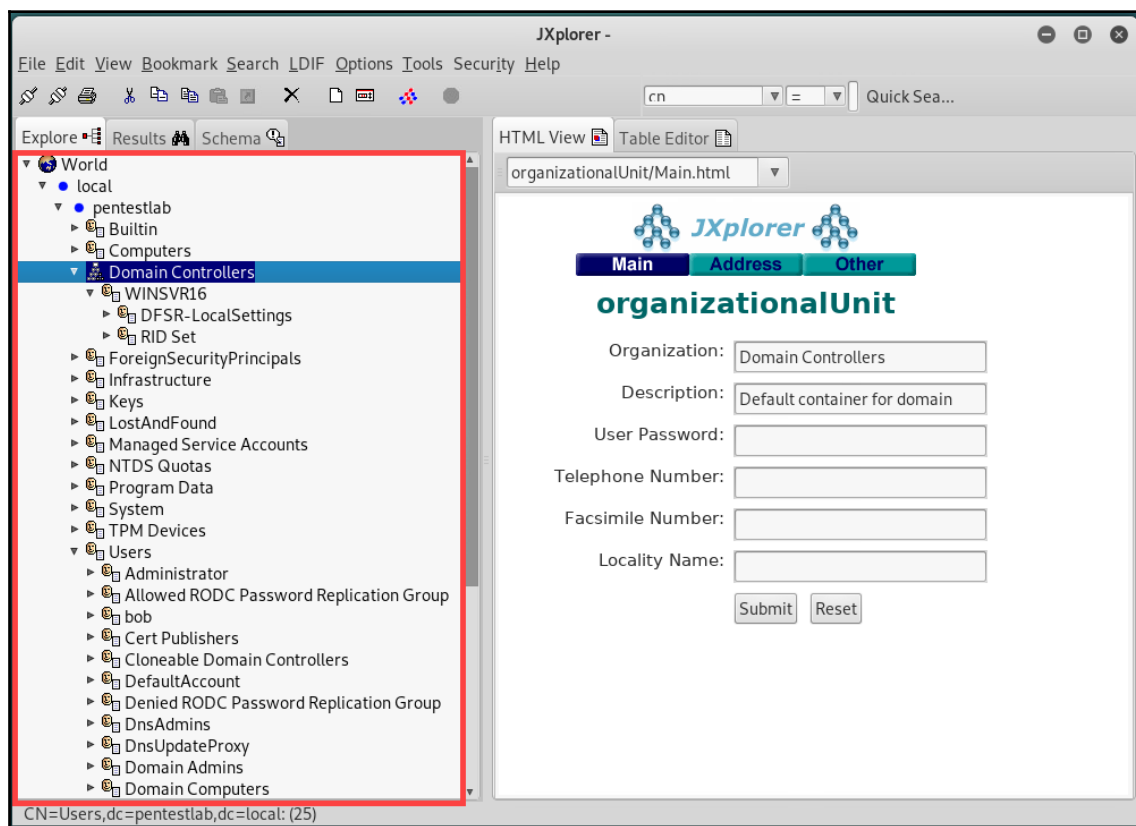 JXplorer -
File Edit View Bookmark Search LDIF Options Tools Security Help
cn = Quick Sea...
Explore Results Schema
World
local
pentestlab
Builtin
Computers
Domain Controllers
WINSVR16
DFSR-LocalSettings
RID Set
ForeignSecurityPrincipals
Infrastructure
Keys
LostAndFound
Managed Service Accounts
NTDS Quotas
Program Data
System
TPM Devices
Users
Administrator
Allowed RODC Password Replication Group
bob
Cert Publishers
Cloneable Domain Controllers
DefaultAccount
Denied RODC Password Replication Group
DnsAdmins
DnsUpdateProxy
Domain Admins
Domain Computers
HTML View Table Editor
organizationalUnit/Main.html
JXplorer
Main Address Other
organizationalUnit
Organization: Domain Controllers
Description: Default container for domain
User Password:
Telephone Number:
Facsimile Number:
Locality Name:
Submit Reset
CN=Users,dc=pentestlab,dc=local: (25)